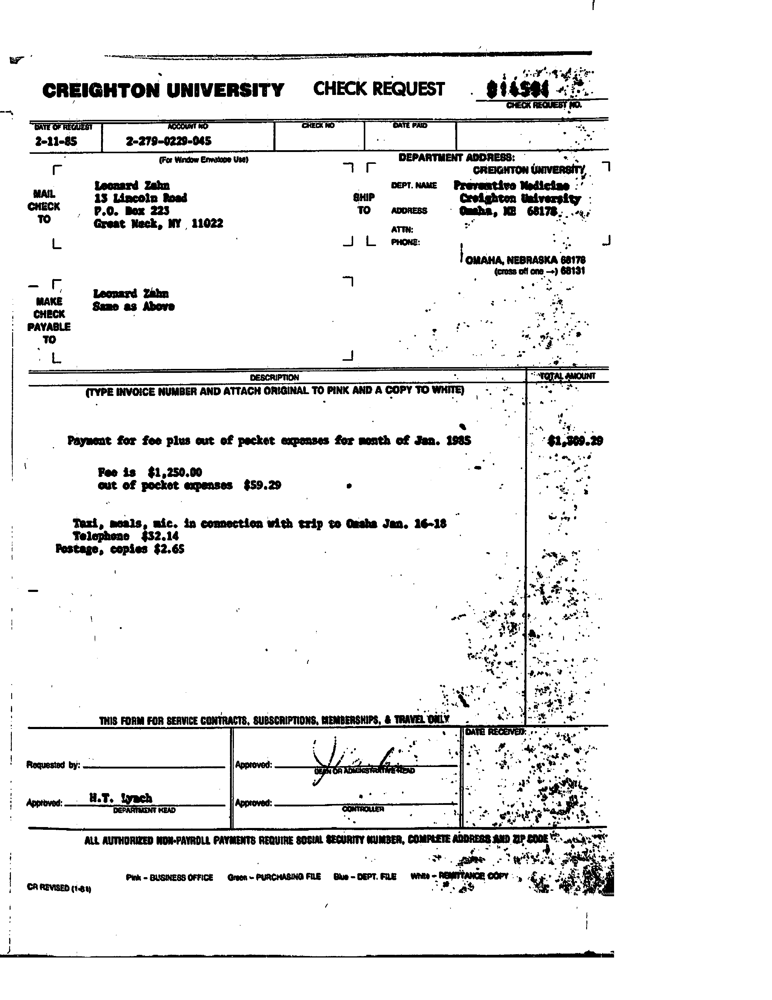 CREIGHTON UNIVERSITY CHECK REQUEST
CHECK REQUEST NO.
DATE OF REQUEST ACCOUNT NO CHECK NO DATE PAID
2-11-85 2-279-0229-045
(For Window Envelope Use)
DEPARTMENT ADDRESS:
CREIGHTON UNIVERSITY
MAIL CHECK TO
Leonard Zahn
13 Lincoln Road
P.O. Box 223
Great Neck, NY 11022
SHIP TO
DEPT. NAME Preventive Medicine
Creighton University
ADDRESS Omaha, NE 68178
ATTN:
PHONE:
OMAHA, NEBRASKA 68178
(cross off one →) 68131
MAKE CHECK PAYABLE TO
Leonard Zahn
Same as Above
DESCRIPTION TOTAL AMOUNT
(TYPE INVOICE NUMBER AND ATTACH ORIGINAL TO PINK AND A COPY TO WHITE)
Payment for fee plus out of pocket expenses for month of Jan. 1985 $1,309.29
Fee is $1,250.00
out of pocket expenses $59.29
Taxi, meals, mic. in connection with trip to Omaha Jan. 16-18
Telephone $32.14
Postage, copies $2.65
THIS FORM FOR SERVICE CONTRACTS, SUBSCRIPTIONS, MEMBERSHIPS, & TRAVEL ONLY
DATE RECEIVED:
Requested by: Approved:
DEAN OR ADMINISTRATIVE HEAD
Approved: H.T. Lynch Approved:
DEPARTMENT HEAD CONTROLLER
ALL AUTHORIZED NON-PAYROLL PAYMENTS REQUIRE SOCIAL SECURITY NUMBER, COMPLETE ADDRESS AND ZIP CODE
Pink – BUSINESS OFFICE Green – PURCHASING FILE Blue – DEPT. FILE White – REMITTANCE COPY
CR REVISED (1-81)